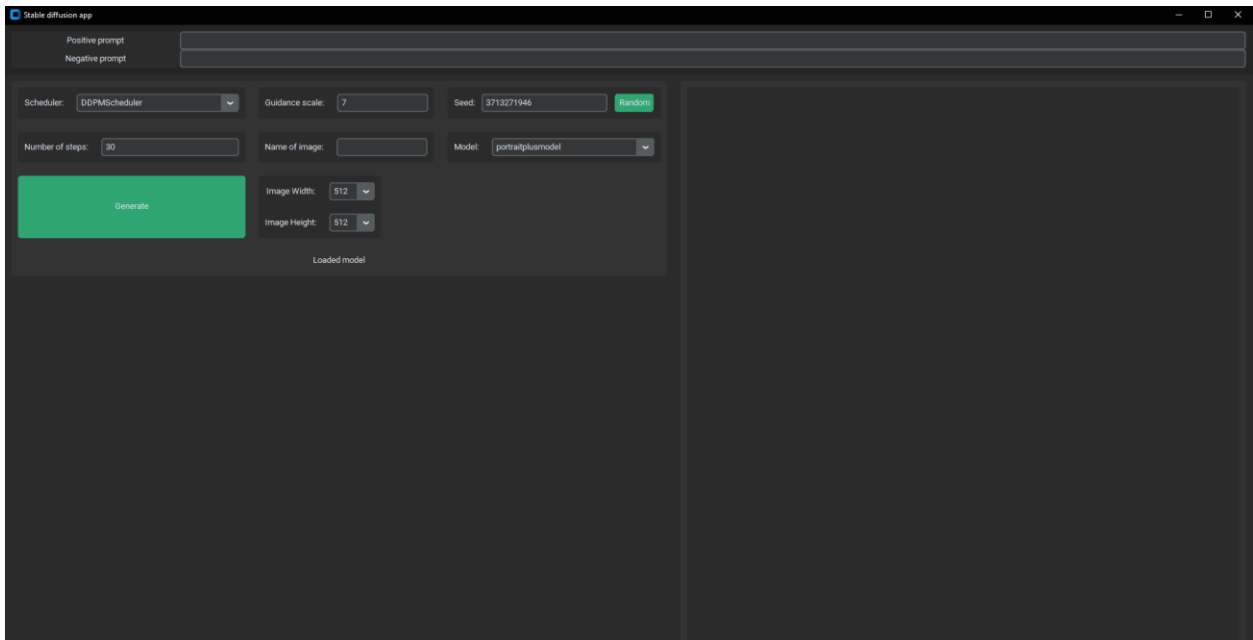 Stable diffusion app
Positive prompt
Negative prompt
Scheduler: DDPMScheduler Guidance scale: 7 Seed: 3713271946 Random
Number of steps: 30 Name of image: Model: portraitplusmodel
Generate
Image Width: 512
Image Height: 512
Loaded model